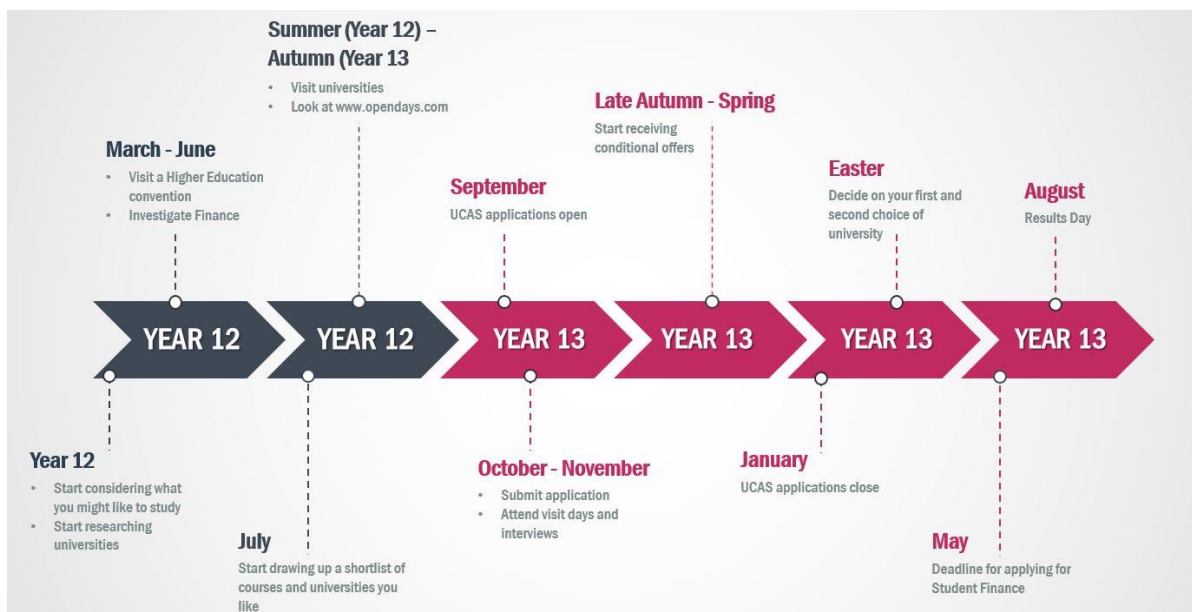 Summer (Year 12) –
Autumn (Year 13
• Visit universities
• Look at www.opendays.com
Late Autumn - Spring
Start receiving
conditional offers
March - June
• Visit a Higher Education
convention
• Investigate Finance
September
UCAS applications open
Easter
Decide on your first and
second choice of
university
August
Results Day
YEAR 12
YEAR 12
YEAR 13
YEAR 13
YEAR 13
YEAR 13
Year 12
• Start considering what
you might like to study
• Start researching
universities
July
Start drawing up a shortlist of
courses and universities you
like
October - November
• Submit application
• Attend visit days and
interviews
January
UCAS applications close
May
Deadline for applying for
Student Finance